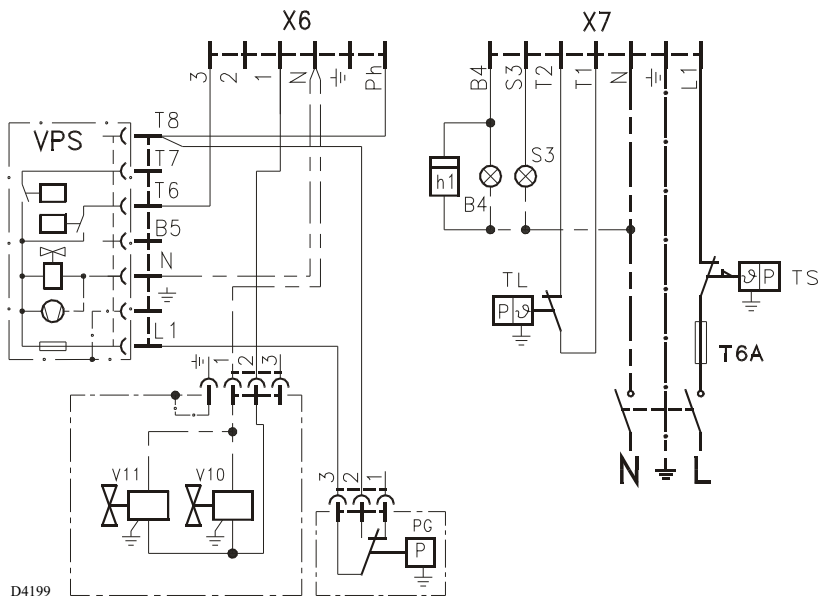 X6
X7
3
2
1
N
Ph
B4
S3
T2
T1
N
L1
VPS
T8
T7
T6
B5
N
L1
h1
B4
S3
TL
P ϑ
ϑ P
TS
T6A
N
L
1
2
3
V11
V10
3
2
1
PG
P
D4199